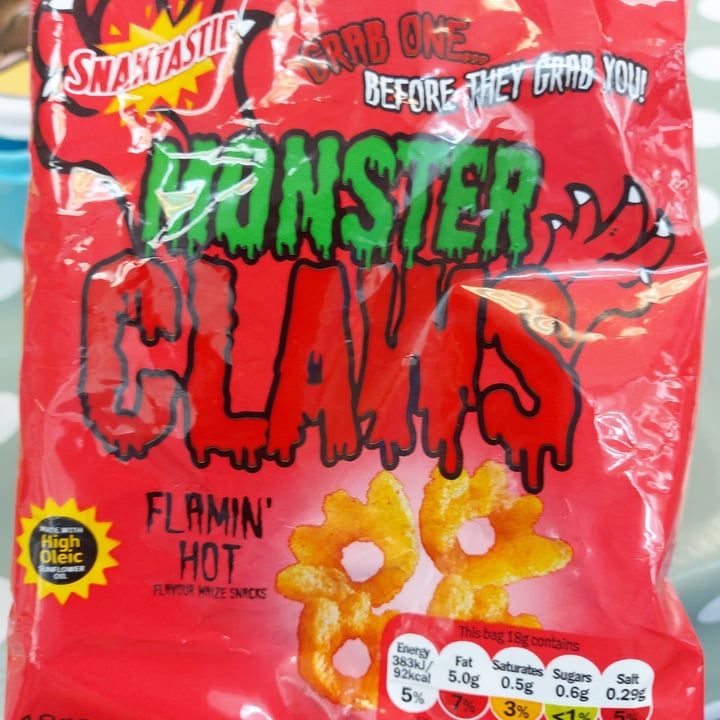 SNAKTASTIC
GRAB ONE...
BEFORE THEY GRAB YOU!
MONSTER
CLAWS
FLAMIN'
HOT
FLAVOUR MAIZE SNACKS
MADE WITH
High
Oleic
SUNFLOWER
OIL
This bag 18g contains
Energy
383kJ/
92kcal
5%
Fat
5.0g
7%
Saturates
0.5g
3%
Sugars
0.6g
<1%
Salt
0.29g
5%